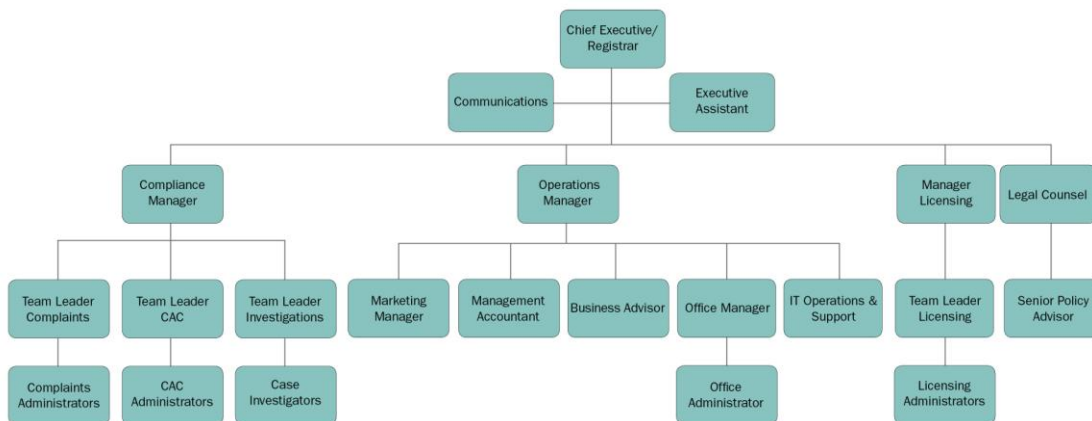 Chief Executive/
Registrar
Communications
Executive
Assistant
Compliance
Manager
Operations
Manager
Manager
Licensing
Legal Counsel
Team Leader
Complaints
Team Leader
CAC
Team Leader
Investigations
Marketing
Manager
Management
Accountant
Business Advisor
Office Manager
IT Operations &
Support
Team Leader
Licensing
Senior Policy
Advisor
Complaints
Administrators
CAC
Administrators
Case
Investigators
Office
Administrator
Licensing
Administrators